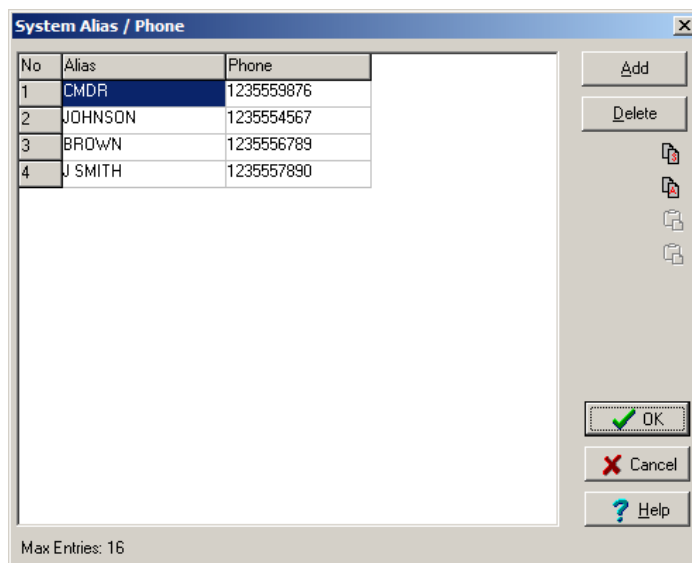 System Alias / Phone
No Alias Phone
1 CMDR 1235559876
2 JOHNSON 1235554567
3 BROWN 1235556789
4 J SMITH 1235557890
Add
Delete
OK
Cancel
Help
Max Entries: 16